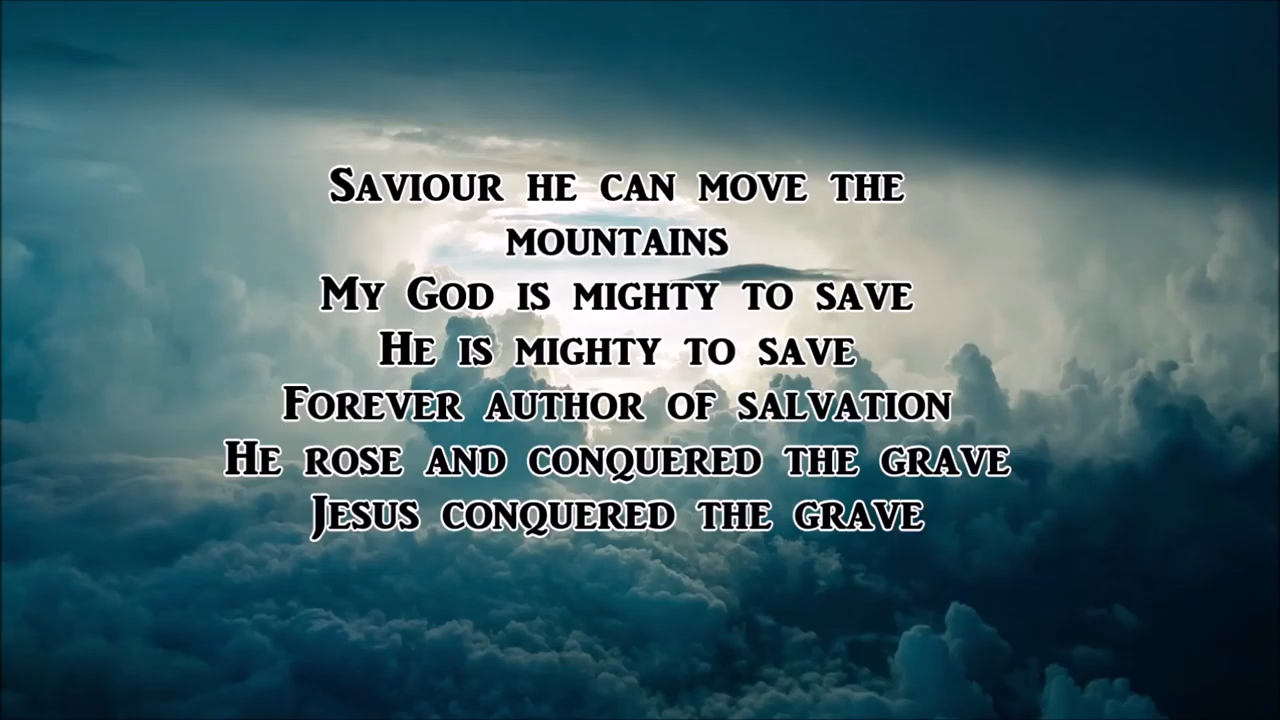 Saviour he can move the
mountains
My God is mighty to save
He is mighty to save
Forever author of salvation
He rose and conquered the grave
Jesus conquered the grave